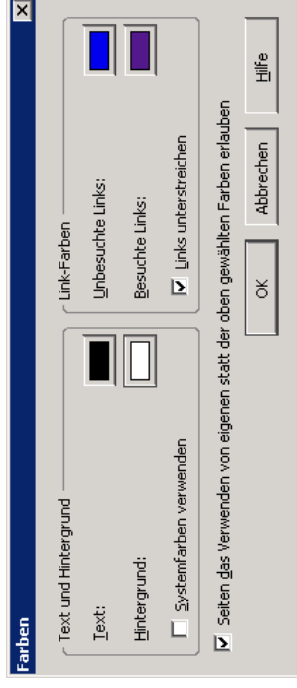 Farben
Text und Hintergrund
Text:
Hintergrund:
Systemfarben verwenden
Link-Farben
Unbesuchte Links:
Besuchte Links:
Links unterstreichen
Seiten das Verwenden von eigenen statt der oben gewählten Farben erlauben
OK
Abbrechen
Hilfe